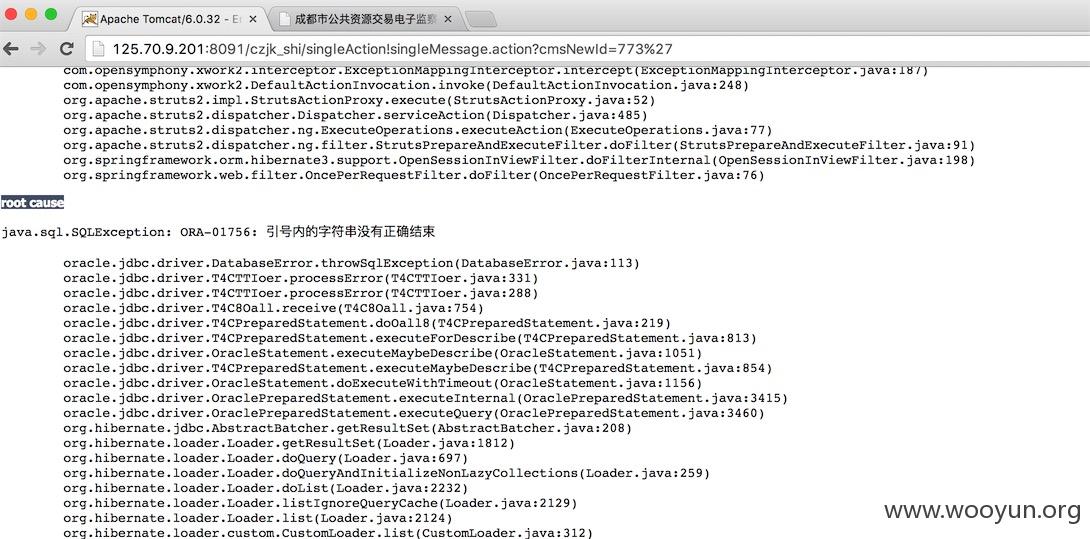 Apache Tomcat/6.0.32 - Er
成都市公共资源交易电子监察
125.70.9.201:8091/czjk_shi/singleAction!singleMessage.action?cmsNewId=773%27
com.opensymphony.xwork2.interceptor.ExceptionMappingInterceptor.intercept(ExceptionMappingInterceptor.java:187)
com.opensymphony.xwork2.DefaultActionInvocation.invoke(DefaultActionInvocation.java:248)
org.apache.struts2.impl.StrutsActionProxy.execute(StrutsActionProxy.java:52)
org.apache.struts2.dispatcher.Dispatcher.serviceAction(Dispatcher.java:485)
org.apache.struts2.dispatcher.ng.ExecuteOperations.executeAction(ExecuteOperations.java:77)
org.apache.struts2.dispatcher.ng.filter.StrutsPrepareAndExecuteFilter.doFilter(StrutsPrepareAndExecuteFilter.java:91)
org.springframework.orm.hibernate3.support.OpenSessionInViewFilter.doFilterInternal(OpenSessionInViewFilter.java:198)
org.springframework.web.filter.OncePerRequestFilter.doFilter(OncePerRequestFilter.java:76)
root cause
java.sql.SQLException: ORA-01756: 引号内的字符串没有正确结束
oracle.jdbc.driver.DatabaseError.throwSqlException(DatabaseError.java:113)
oracle.jdbc.driver.T4CTTIoer.processError(T4CTTIoer.java:331)
oracle.jdbc.driver.T4CTTIoer.processError(T4CTTIoer.java:288)
oracle.jdbc.driver.T4C8Oall.receive(T4C8Oall.java:754)
oracle.jdbc.driver.T4CPreparedStatement.doOall8(T4CPreparedStatement.java:219)
oracle.jdbc.driver.T4CPreparedStatement.executeForDescribe(T4CPreparedStatement.java:813)
oracle.jdbc.driver.OracleStatement.executeMaybeDescribe(OracleStatement.java:1051)
oracle.jdbc.driver.T4CPreparedStatement.executeMaybeDescribe(T4CPreparedStatement.java:854)
oracle.jdbc.driver.OracleStatement.doExecuteWithTimeout(OracleStatement.java:1156)
oracle.jdbc.driver.OraclePreparedStatement.executeInternal(OraclePreparedStatement.java:3415)
oracle.jdbc.driver.OraclePreparedStatement.executeQuery(OraclePreparedStatement.java:3460)
org.hibernate.jdbc.AbstractBatcher.getResultSet(AbstractBatcher.java:208)
org.hibernate.loader.Loader.getResultSet(Loader.java:1812)
org.hibernate.loader.Loader.doQuery(Loader.java:697)
org.hibernate.loader.Loader.doQueryAndInitializeNonLazyCollections(Loader.java:259)
org.hibernate.loader.Loader.doList(Loader.java:2232)
org.hibernate.loader.Loader.listIgnoreQueryCache(Loader.java:2129)
org.hibernate.loader.Loader.list(Loader.java:2124)
org.hibernate.loader.custom.CustomLoader.list(CustomLoader.java:312)
www.wooyun.org